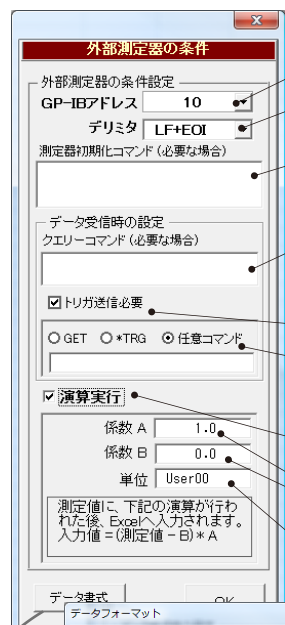 外部測定器の条件
外部測定器の条件設定
GP-IBアドレス 10
デリミタ LF+EOI
測定器初期化コマンド（必要な場合）
データ受信時の設定
クエリーコマンド（必要な場合）
トリガ送信必要
GET *TRG 任意コマンド
演算実行
係数 A 1.0
係数 B 0.0
単位 User00
測定値に、下記の演算が行わ
れた後、Excelへ入力されます。
入力値=(測定値-B)*A
データ書式 OK
データフォーマット